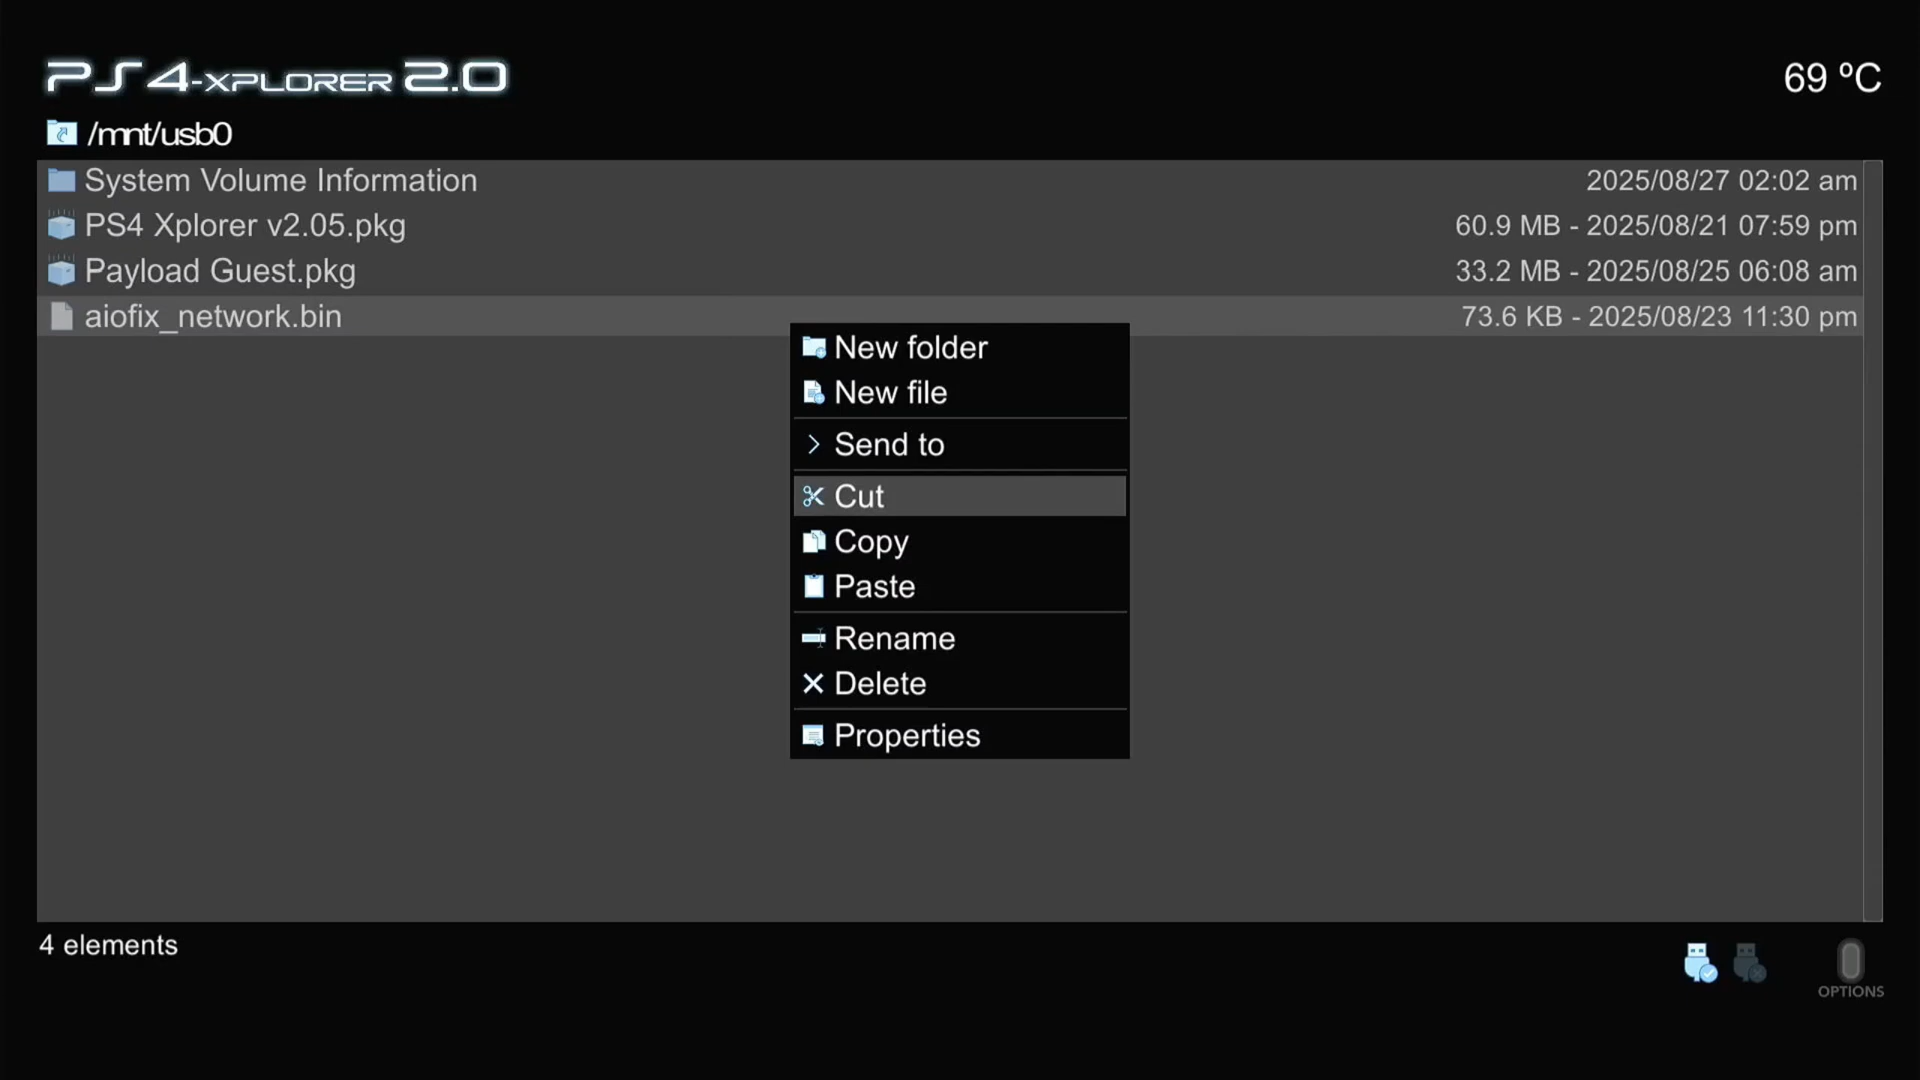 PS4-XPLORER 2.0
69 ºC
/mnt/usb0
System Volume Information 2025/08/27 02:02 am
PS4 Xplorer v2.05.pkg 60.9 MB - 2025/08/21 07:59 pm
Payload Guest.pkg 33.2 MB - 2025/08/25 06:08 am
aiofix_network.bin 73.6 KB - 2025/08/23 11:30 pm
New folder
New file
Send to
Cut
Copy
Paste
Rename
Delete
Properties
4 elements
OPTIONS